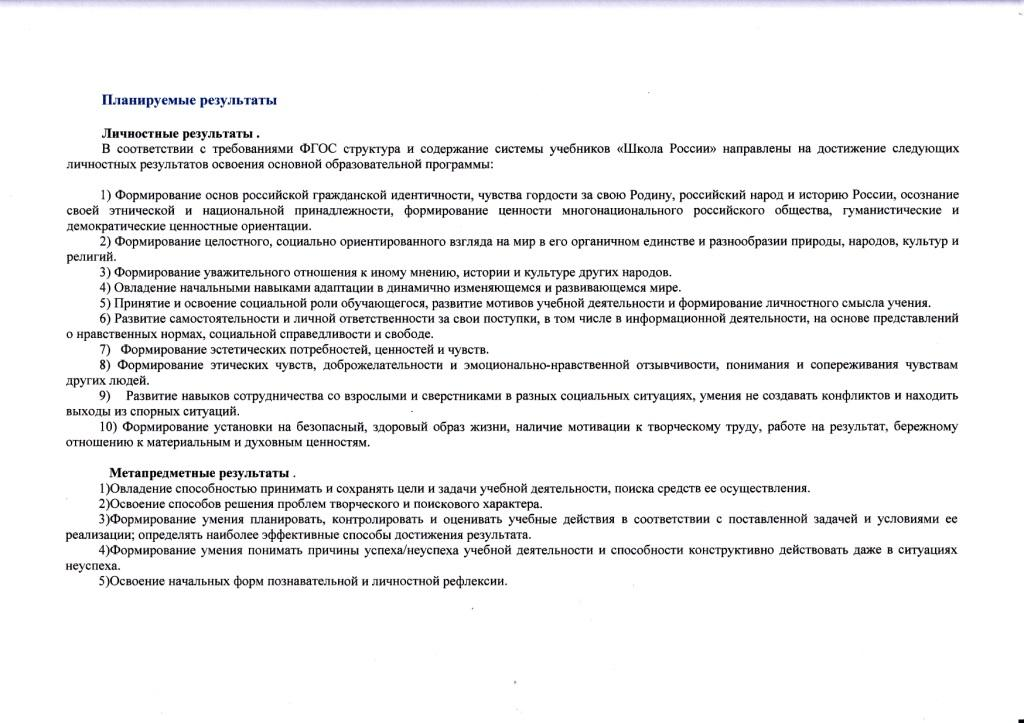 Планируемые результаты
Личностные результаты .
В соответствии с требованиями ФГОС структура и содержание системы учебников «Школа России» направлены на достижение следующих
личностных результатов освоения основной образовательной программы:
1) Формирование основ российской гражданской идентичности, чувства гордости за свою Родину, российский народ и историю России, осознание
своей этнической и национальной принадлежности, формирование ценности многонационального российского общества, гуманистические и
демократические ценностные ориентации.
2) Формирование целостного, социально ориентированного взгляда на мир в его органичном единстве и разнообразии природы, народов, культур и
религий.
3) Формирование уважительного отношения к иному мнению, истории и культуре других народов.
4) Овладение начальными навыками адаптации в динамично изменяющемся и развивающемся мире.
5) Принятие и освоение социальной роли обучающегося, развитие мотивов учебной деятельности и формирование личностного смысла учения.
6) Развитие самостоятельности и личной ответственности за свои поступки, в том числе в информационной деятельности, на основе представлений
о нравственных нормах, социальной справедливости и свободе.
7) Формирование эстетических потребностей, ценностей и чувств.
8) Формирование этических чувств, доброжелательности и эмоционально-нравственной отзывчивости, понимания и сопереживания чувствам
других людей.
9) Развитие навыков сотрудничества со взрослыми и сверстниками в разных социальных ситуациях, умения не создавать конфликтов и находить
выходы из спорных ситуаций.
10) Формирование установки на безопасный, здоровый образ жизни, наличие мотивации к творческому труду, работе на результат, бережному
отношению к материальным и духовным ценностям.
Метапредметные результаты .
1)Овладение способностью принимать и сохранять цели и задачи учебной деятельности, поиска средств ее осуществления.
2)Освоение способов решения проблем творческого и поискового характера.
3)Формирование умения планировать, контролировать и оценивать учебные действия в соответствии с поставленной задачей и условиями ее
реализации; определять наиболее эффективные способы достижения результата.
4)Формирование умения понимать причины успеха/неуспеха учебной деятельности и способности конструктивно действовать даже в ситуациях
неуспеха.
5)Освоение начальных форм познавательной и личностной рефлексии.